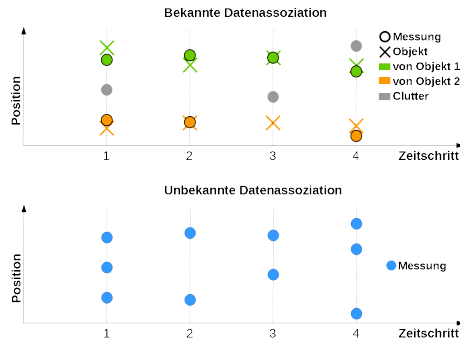 Bekannte Datenassoziation
Messung
Objekt
von Objekt 1
von Objekt 2
Clutter
Position
1 2 3 4 Zeitschritt
Unbekannte Datenassoziation
Messung
Position
1 2 3 4 Zeitschritt